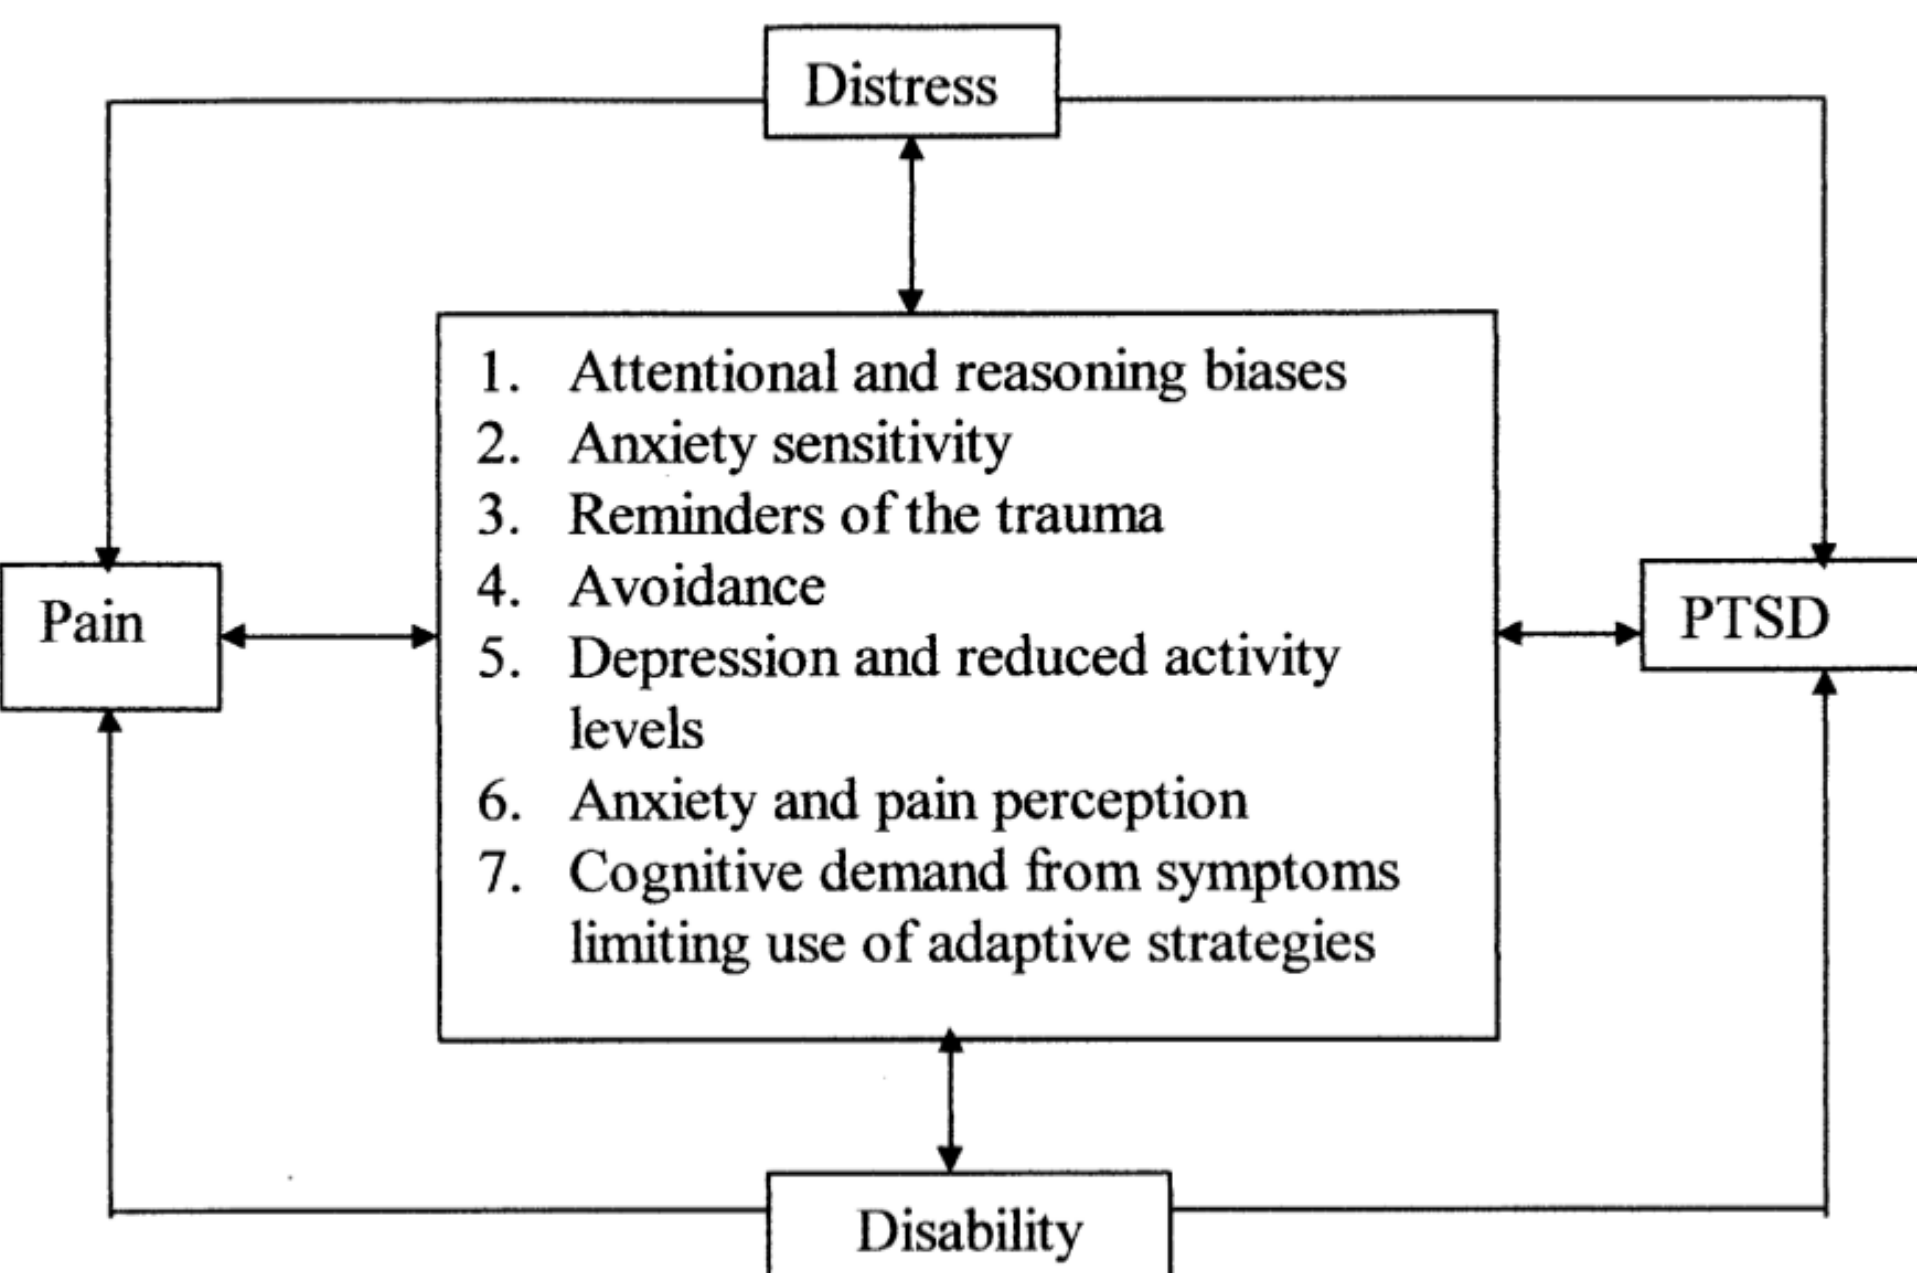 Distress
1. Attentional and reasoning biases
2. Anxiety sensitivity
3. Reminders of the trauma
4. Avoidance
5. Depression and reduced activity
levels
6. Anxiety and pain perception
7. Cognitive demand from symptoms
limiting use of adaptive strategies
Pain
PTSD
Disability